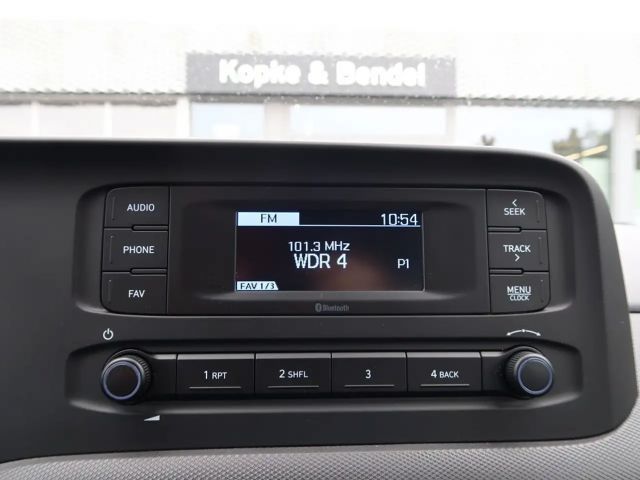 Kopke & Bendel
AUDIO
PHONE
FAV
FM 10:54
101.3 MHz
WDR 4 P1
FAV 1/3
Bluetooth
SEEK
TRACK
MENU
CLOCK
1 RPT
2 SHFL
3
4 BACK